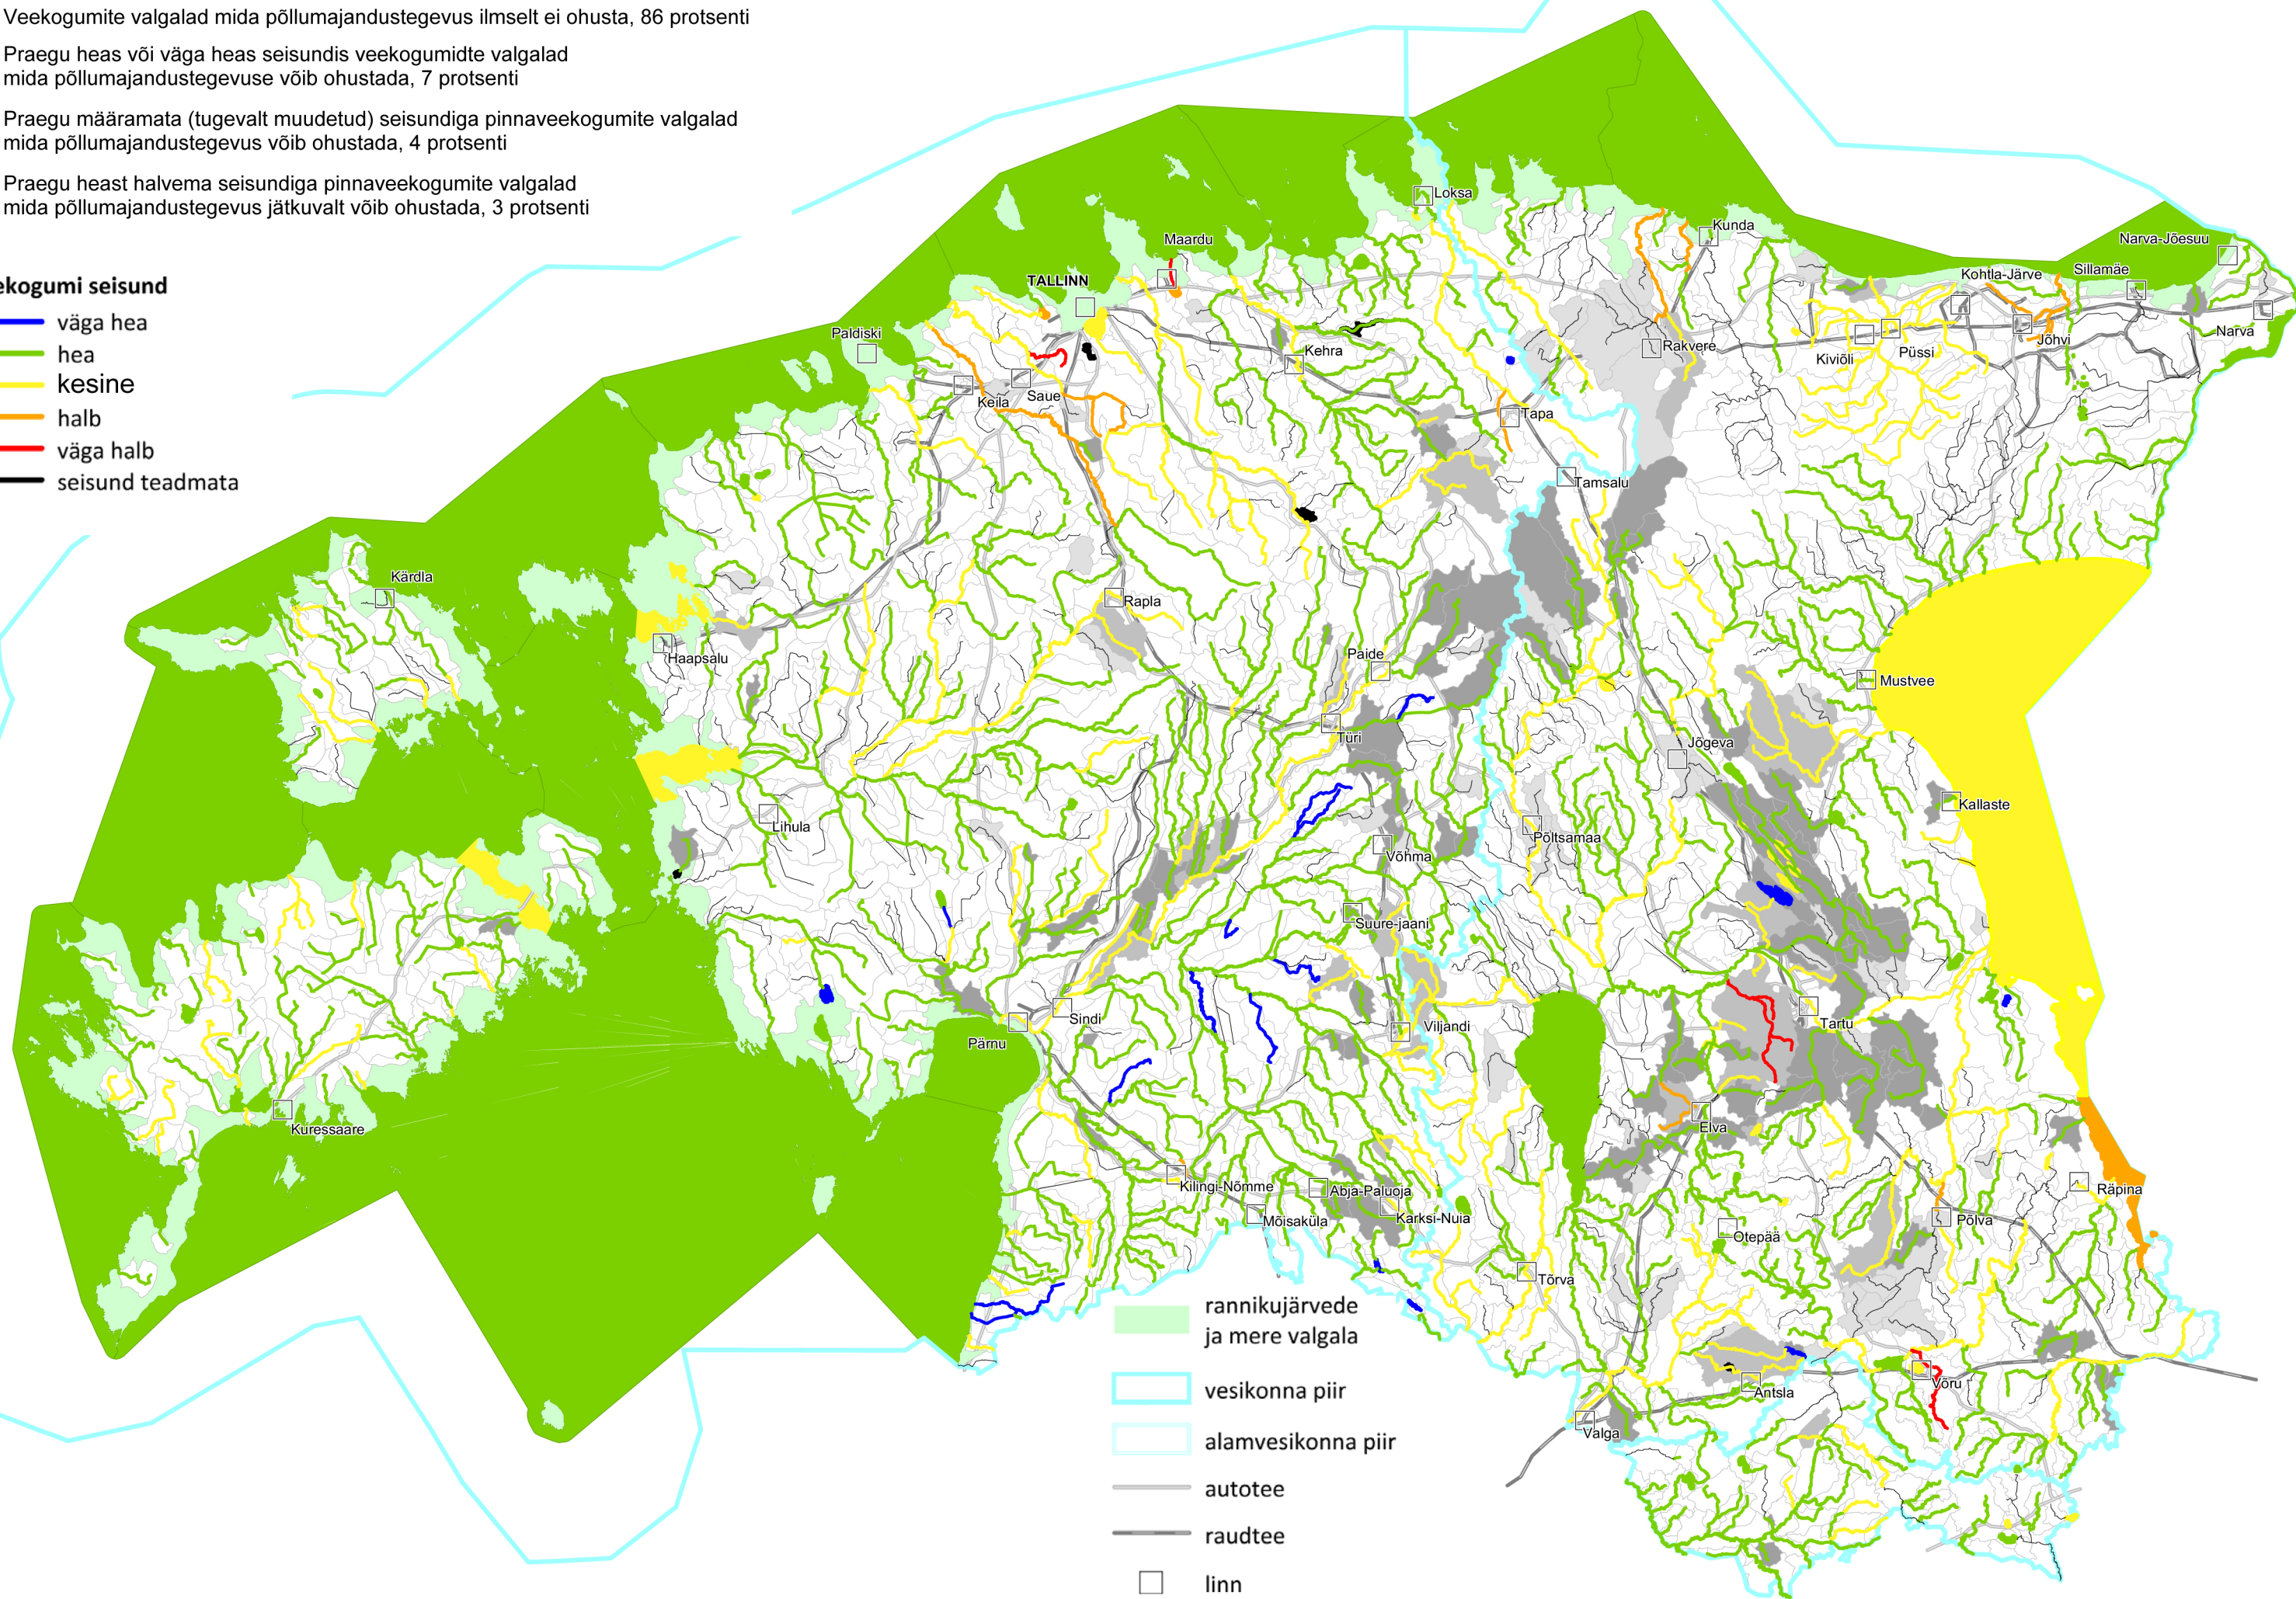 Veekogumite valgalad mida põllumajandustegevus ilmselt ei ohusta, 86 protsenti
Praegu heas või väga heas seisundis veekogumidte valgalad
mida põllumajandustegevuse võib ohustada, 7 protsenti
Praegu määramata (tugevalt muudetud) seisundiga pinnaveekogumite valgalad
mida põllumajandustegevus võib ohustada, 4 protsenti
Praegu heast halvema seisundiga pinnaveekogumite valgalad
mida põllumajandustegevus jätkuvalt võib ohustada, 3 protsenti
ekogumi seisund
väga hea
hea
kesine
halb
väga halb
seisund teadmata
Loksa
Kunda
Maardu
Narva-Jõesuu
TALLINN
Kohtla-Järve
Sillamäe
Paldiski
Narva
Kehra
Rakvere
Kiviõli
Püssi
Jõhvi
Keila
Saue
Tapa
Tamsalu
Kärdla
Rapla
Haapsalu
Paide
Mustvee
Türi
Jõgeva
Kallaste
Lihula
Põltsamaa
Võhma
Suure-jaani
Sindi
Pärnu
Viljandi
Tartu
Kuressaare
Elva
Kilingi-Nõmme
Abja-Paluoja
Räpina
Mõisaküla
Karksi-Nuia
Põlva
Otepää
Tõrva
Antsla
Võru
Valga
rannikujärvede
ja mere valgala
vesikonna piir
alamvesikonna piir
autotee
raudtee
linn